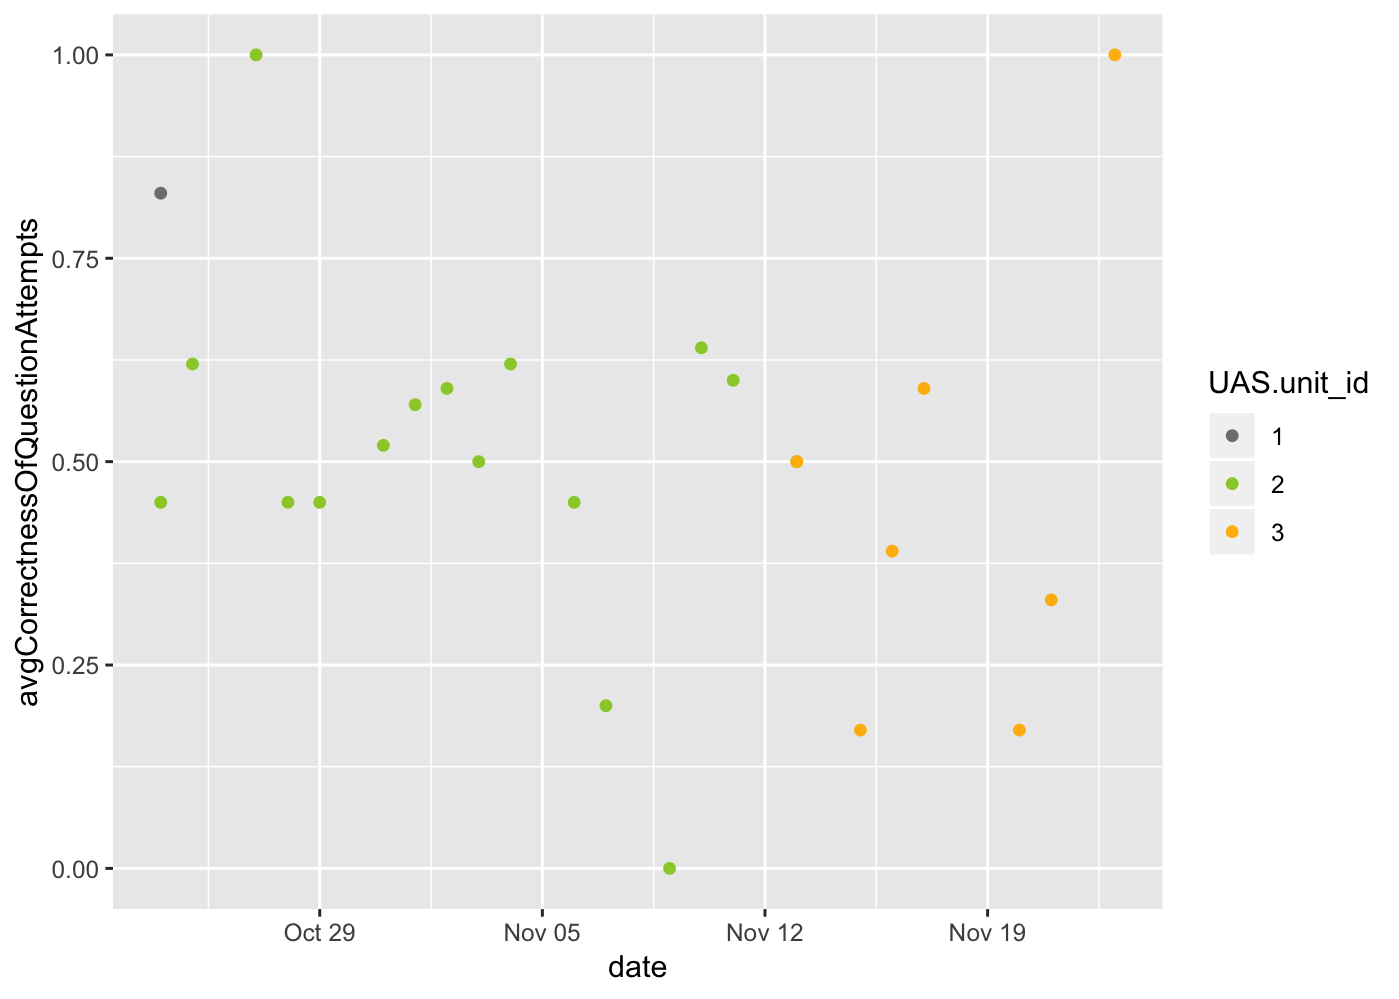 avgCorrectnessOfQuestionAttempts
1.00
0.75
0.50
0.25
0.00
Oct 29
Nov 05
Nov 12
Nov 19
date
UAS.unit_id
1
2
3